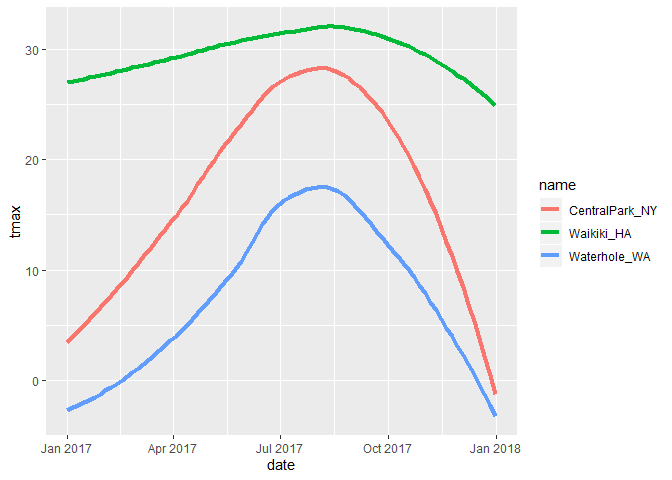 30
20
10
0
tmax
Jan 2017
Apr 2017
Jul 2017
Oct 2017
Jan 2018
date
name
CentralPark_NY
Waikiki_HA
Waterhole_WA